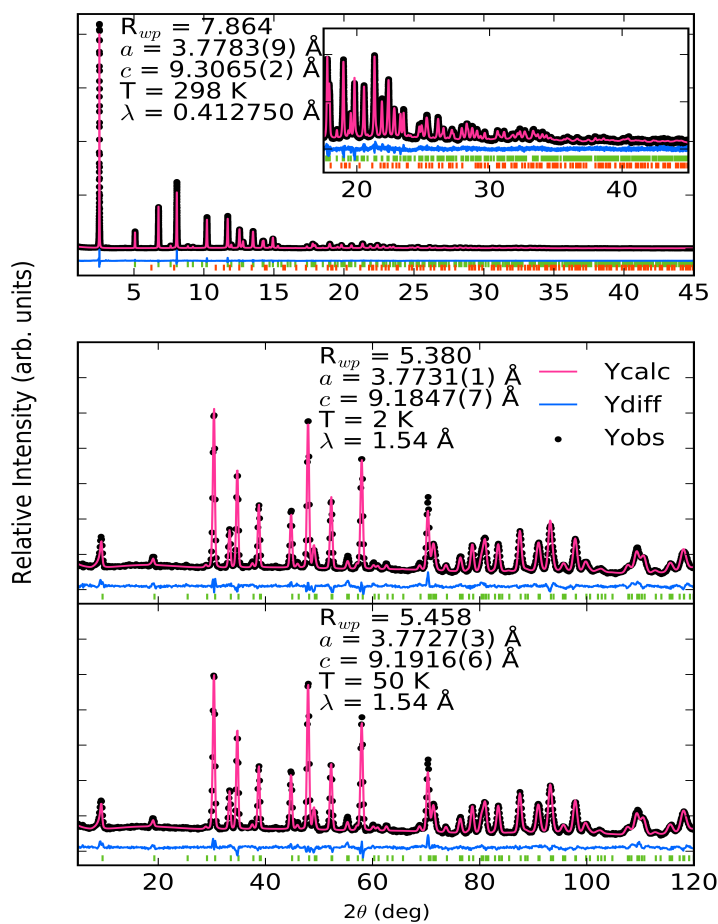 R_wp = 7.864
a = 3.7783(9) Å
c = 9.3065(2) Å
T = 298 K
λ = 0.412750 Å
20 30 40
5 10 15 20 25 30 35 40 45
Relative Intensity (arb. units)
R_wp = 5.380
a = 3.7731(1) Å
c = 9.1847(7) Å
T = 2 K
λ = 1.54 Å
Ycalc
Ydiff
Yobs
R_wp = 5.458
a = 3.7727(3) Å
c = 9.1916(6) Å
T = 50 K
λ = 1.54 Å
20 40 60 80 100 120
2θ (deg)